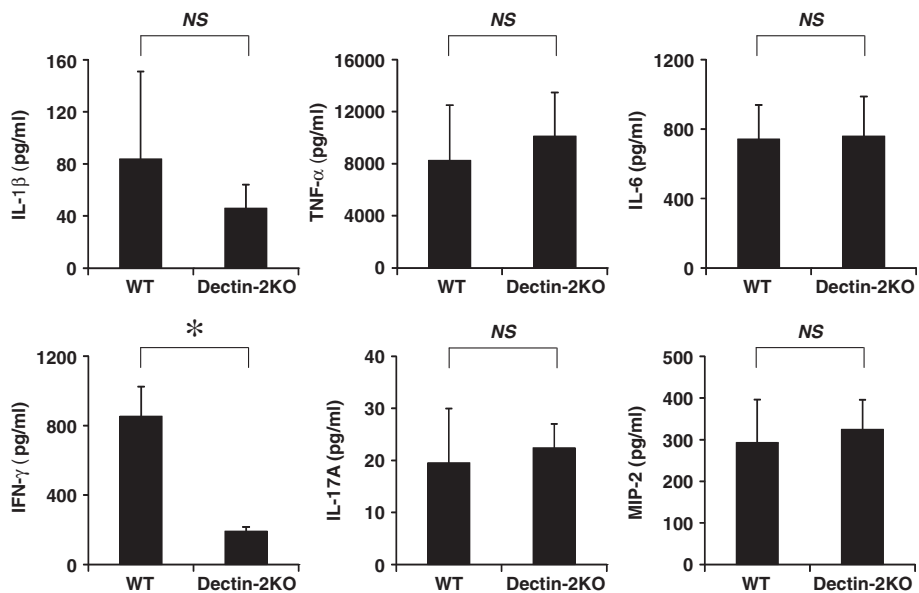 NS
IL-1β (pg/ml)
160
120
80
40
0
WT Dectin-2KO
NS
TNF-α (pg/ml)
16000
12000
8000
4000
0
WT Dectin-2KO
NS
IL-6 (pg/ml)
1200
800
400
0
WT Dectin-2KO
*
IFN-γ (pg/ml)
1200
800
400
0
WT Dectin-2KO
NS
IL-17A (pg/ml)
40
30
20
10
0
WT Dectin-2KO
NS
MIP-2 (pg/ml)
500
400
300
200
100
0
WT Dectin-2KO